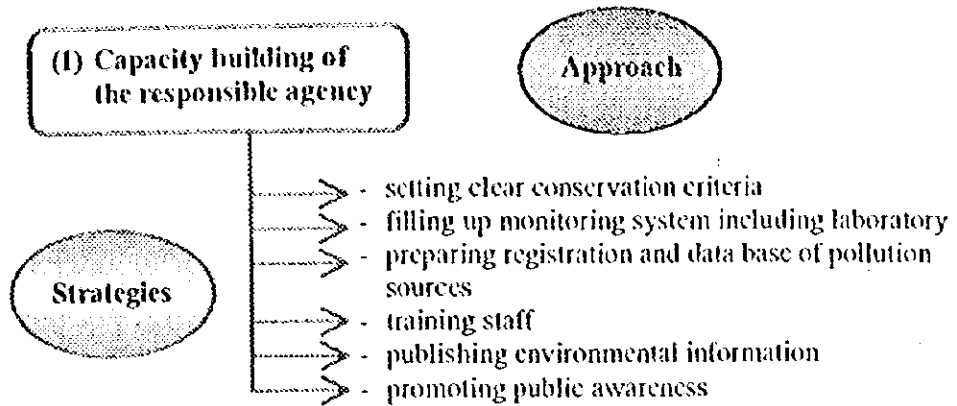 (1) Capacity building of
the responsible agency
Approach
- setting clear conservation criteria
- filling up monitoring system including laboratory
- preparing registration and data base of pollution
sources
Strategies
- training staff
- publishing environmental information
- promoting public awareness